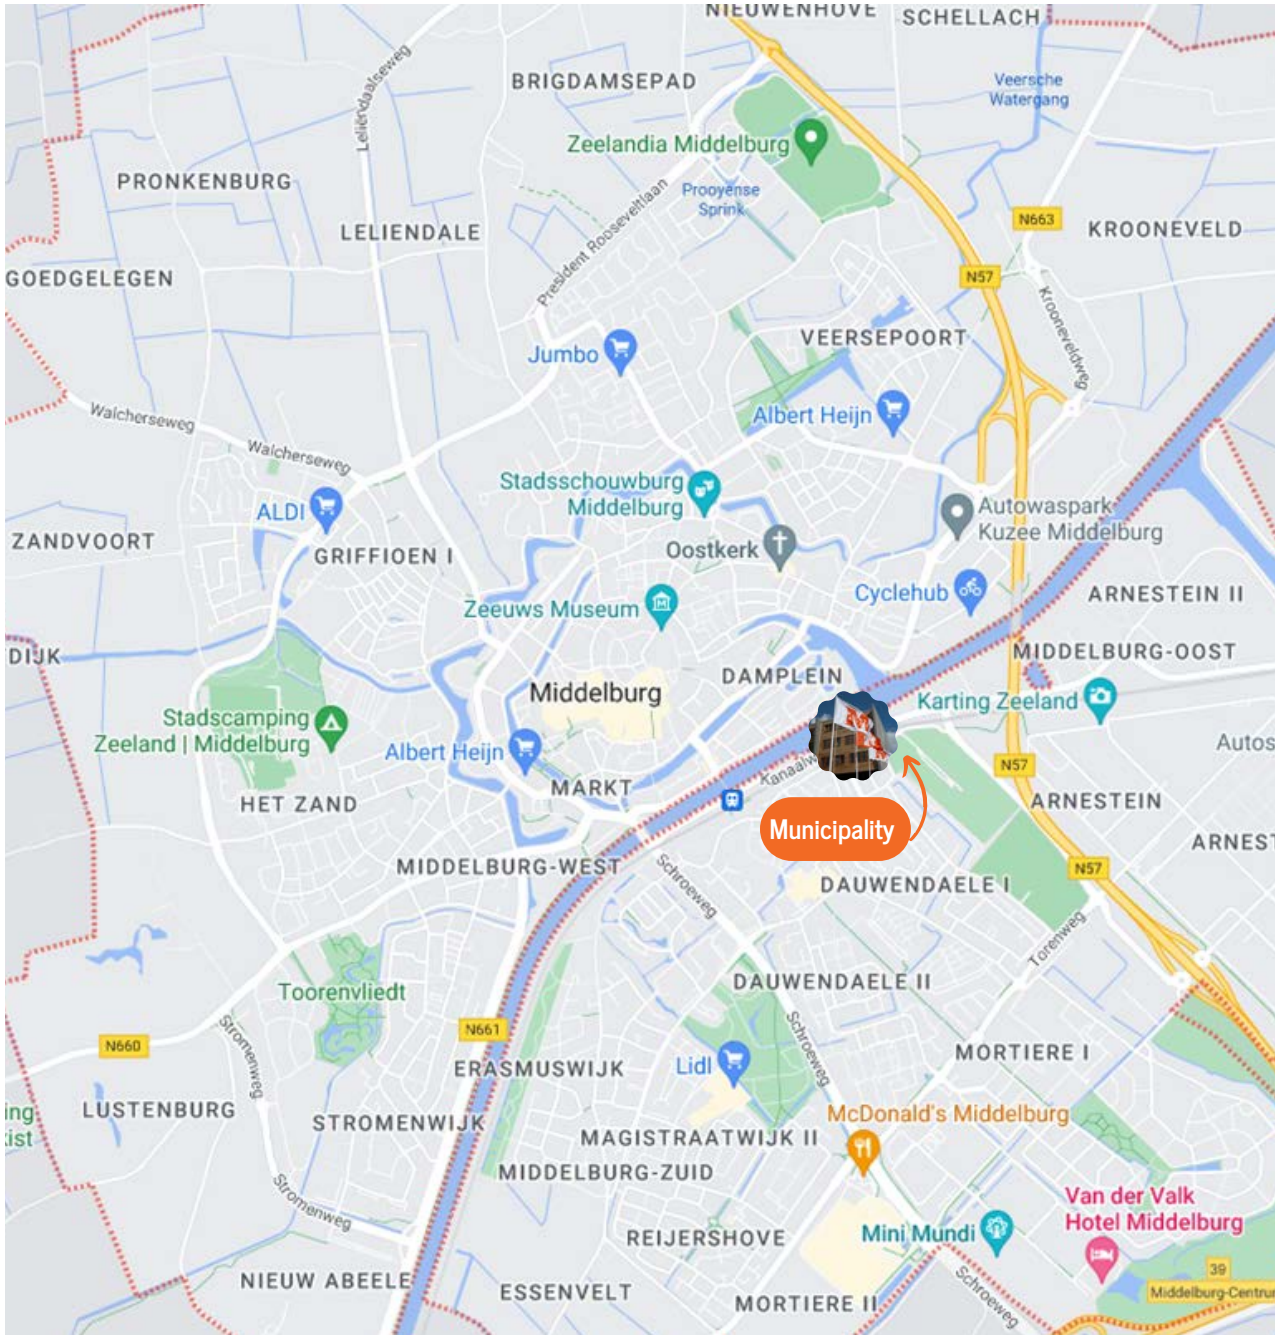 NIEUWENHOVE
SCHELLACH
BRIGDAMSEPAD
Leliëndaalseweg
Veersche
Watergang
Zeelandia Middelburg
PRONKENBURG
Prooyense
Sprink
N663
LELIENDALE
KROONEVELD
President Rooseveltlaan
GOEDGELEGEN
N57
Krooneveldweg
VEERSEPOORT
Jumbo
Walcherseweg
Albert Heijn
Walcherseweg
Stadsschouwburg
Middelburg
ALDI
Autowaspark
Kuzee Middelburg
ZANDVOORT
GRIFFIOEN I
Oostkerk
Cyclehub
ARNESTEIN II
Zeeuws Museum
DIJK
MIDDELBURG-OOST
DAMPLEIN
Middelburg
Karting Zeeland
Stadscamping
Zeeland | Middelburg
Albert Heijn
Autos
N57
MARKT
HET ZAND
ARNESTEIN
Municipality
ARNEST
MIDDELBURG-WEST
Schroeweg
N57
DAUWENDAELE I
Torenweg
DAUWENDAELE II
Toorenvliedt
N661
Stromenweg
Schroeweg
N660
MORTIERE I
ERASMUSWIJK
Lidl
ing
kist
LUSTENBURG
STROMENWIJK
McDonald's Middelburg
MAGISTRAATWIJK II
MIDDELBURG-ZUID
Stromenweg
Van der Valk
Hotel Middelburg
REIJERSHOVE
Mini Mundi
39
NIEUW ABEELE
ESSENVELT
Schroeweg
Middelburg-Centrum
MORTIERE II